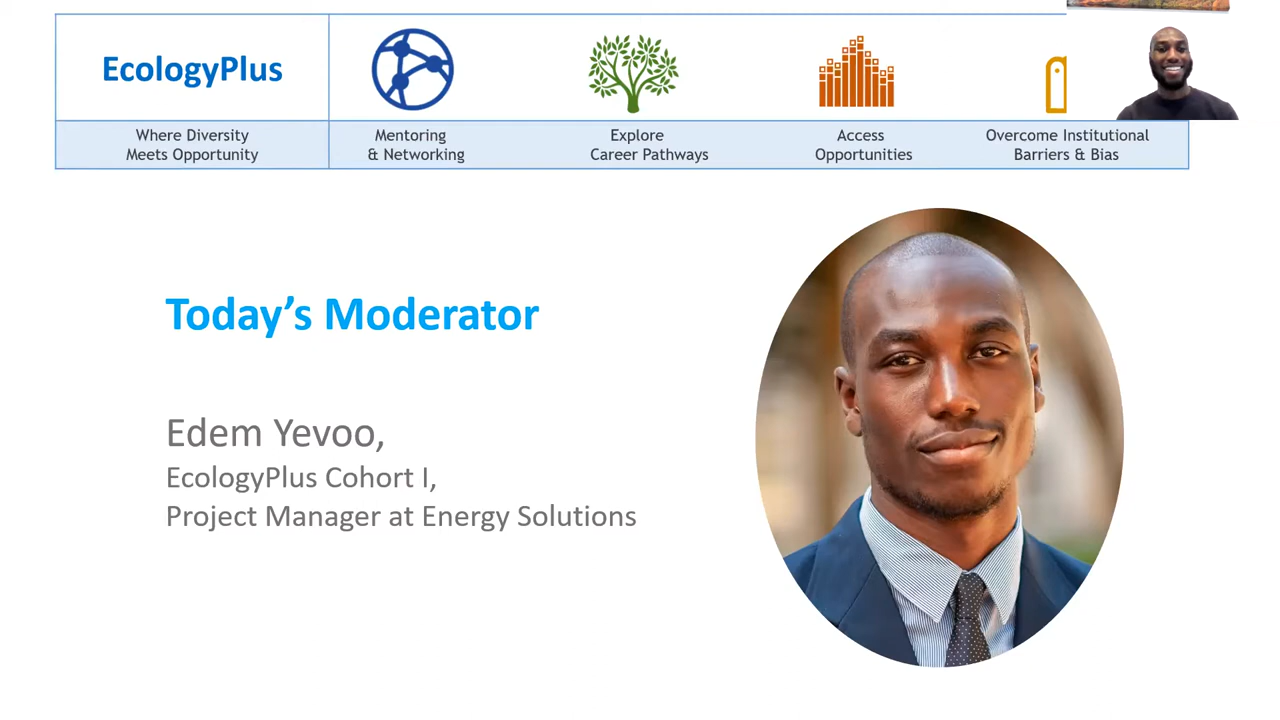 EcologyPlus
Where Diversity
Meets Opportunity
Mentoring
& Networking
Explore
Career Pathways
Access
Opportunities
Overcome Institutional
Barriers & Bias
Today’s Moderator
Edem Yevoo,
EcologyPlus Cohort I,
Project Manager at Energy Solutions